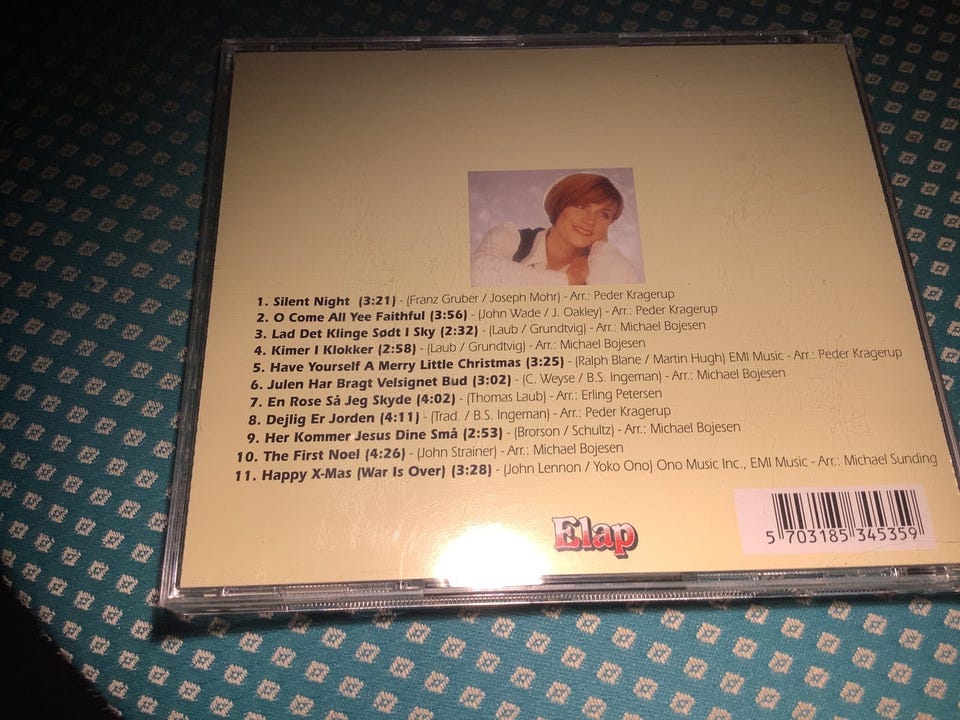 1. Silent Night (3:21) - (Franz Gruber / Joseph Mohr) - Arr.: Peder Kragerup
2. O Come All Yee Faithful (3:56) - (John Wade / J. Oakley) - Arr.: Peder Kragerup
3. Lad Det Klinge Sødt I Sky (2:32) - (Laub / Grundtvig) - Arr.: Michael Bojesen
4. Kimer I Klokker (2:58) - (Laub / Grundtvig) - Arr.: Michael Bojesen
5. Have Yourself A Merry Little Christmas (3:25) - (Ralph Blane / Martin Hugh) EMI Music - Arr.: Peder Kragerup
6. Julen Har Bragt Velsignet Bud (3:02) - (C. Weyse / B.S. Ingeman) - Arr.: Michael Bojesen
7. En Rose Så Jeg Skyde (4:02) - (Thomas Laub) - Arr.: Erling Petersen
8. Dejlig Er Jorden (4:11) - (Trad. / B.S. Ingeman) - Arr.: Peder Kragerup
9. Her Kommer Jesus Dine Små (2:53) - (Brorson / Schultz) - Arr.: Michael Bojesen
10. The First Noel (4:26) - (John Strainer) - Arr.: Michael Bojesen
11. Happy X-Mas (War Is Over) (3:28) - (John Lennon / Yoko Ono) Ono Music Inc., EMI Music - Arr.: Michael Sunding
Elap
5 703185 345359